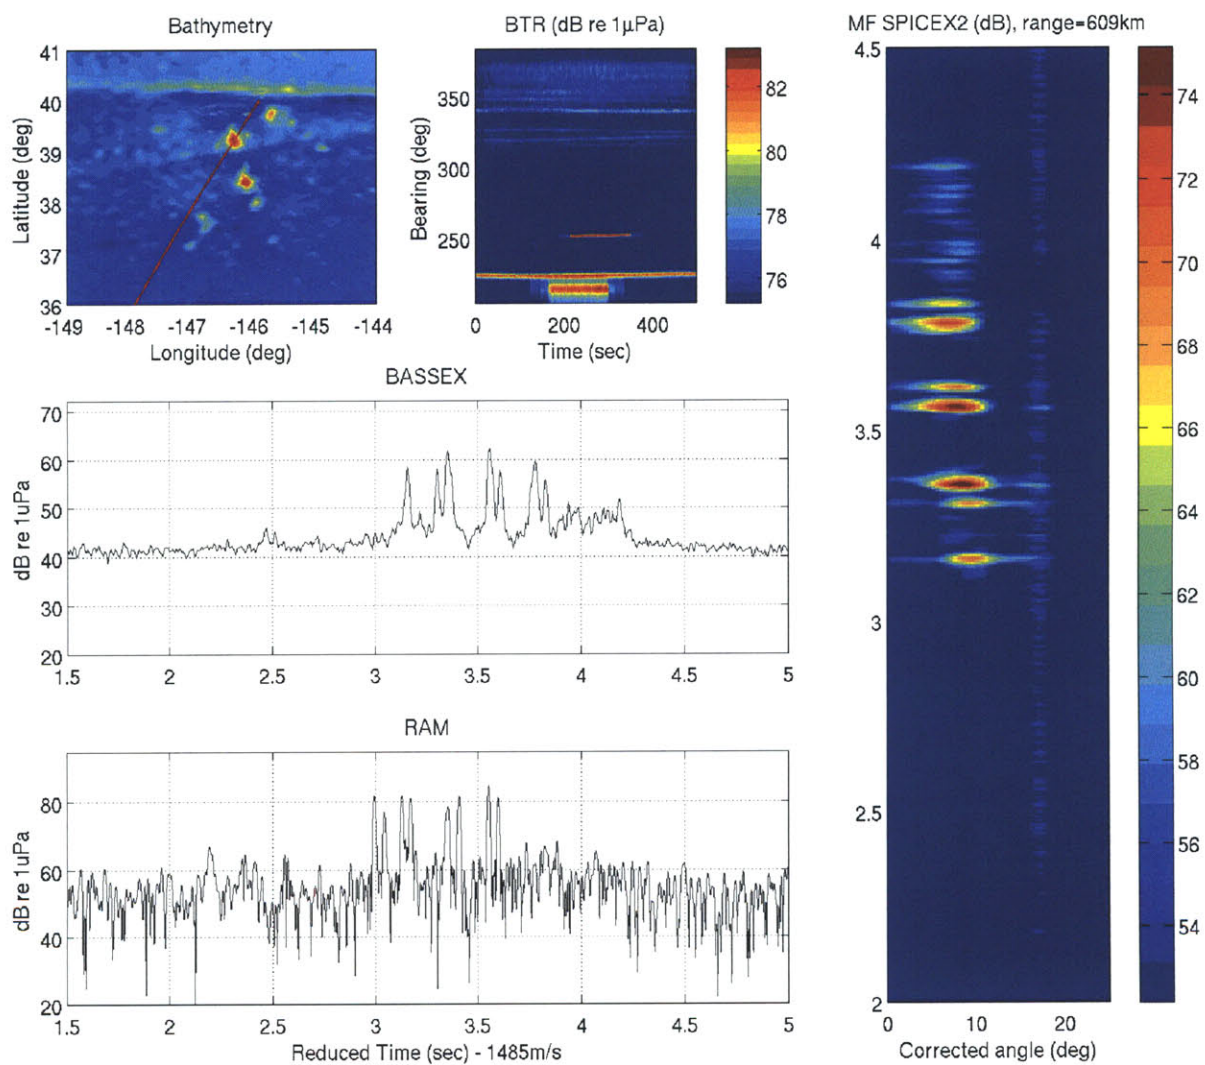 Bathymetry
41
40
39
38
37
36
Latitude (deg)
-149 -148 -147 -146 -145 -144
Longitude (deg)
BTR (dB re 1μPa)
350
300
250
Bearing (deg)
0 200 400
Time (sec)
82
80
78
76
BASSEX
70
60
50
40
30
20
dB re 1uPa
1.5 2 2.5 3 3.5 4 4.5 5
RAM
80
60
40
20
dB re 1uPa
1.5 2 2.5 3 3.5 4 4.5 5
Reduced Time (sec) - 1485m/s
MF SPICEX2 (dB), range=609km
4.5
4
3.5
3
2.5
2
0 10 20
Corrected angle (deg)
74
72
70
68
66
64
62
60
58
56
54